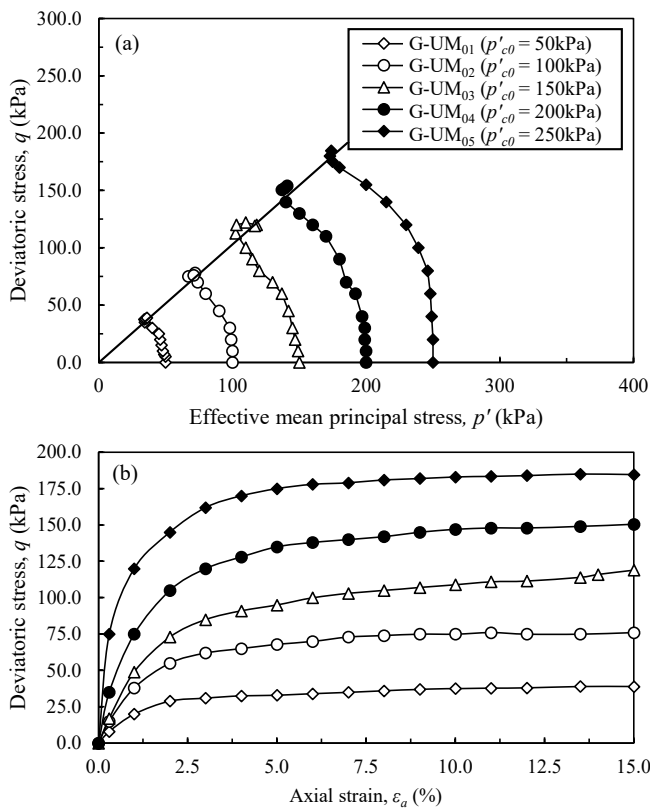 (a)
G-UM01 (p'c0 = 50kPa)
G-UM02 (p'c0 = 100kPa)
G-UM03 (p'c0 = 150kPa)
G-UM04 (p'c0 = 200kPa)
G-UM05 (p'c0 = 250kPa)
Deviatoric stress, q (kPa)
300.0
250.0
200.0
150.0
100.0
50.0
0.0
0 100 200 300 400
Effective mean principal stress, p' (kPa)
(b)
Deviatoric stress, q (kPa)
200.0
175.0
150.0
125.0
100.0
75.0
50.0
25.0
0.0
0.0 2.5 5.0 7.5 10.0 12.5 15.0
Axial strain, εa (%)